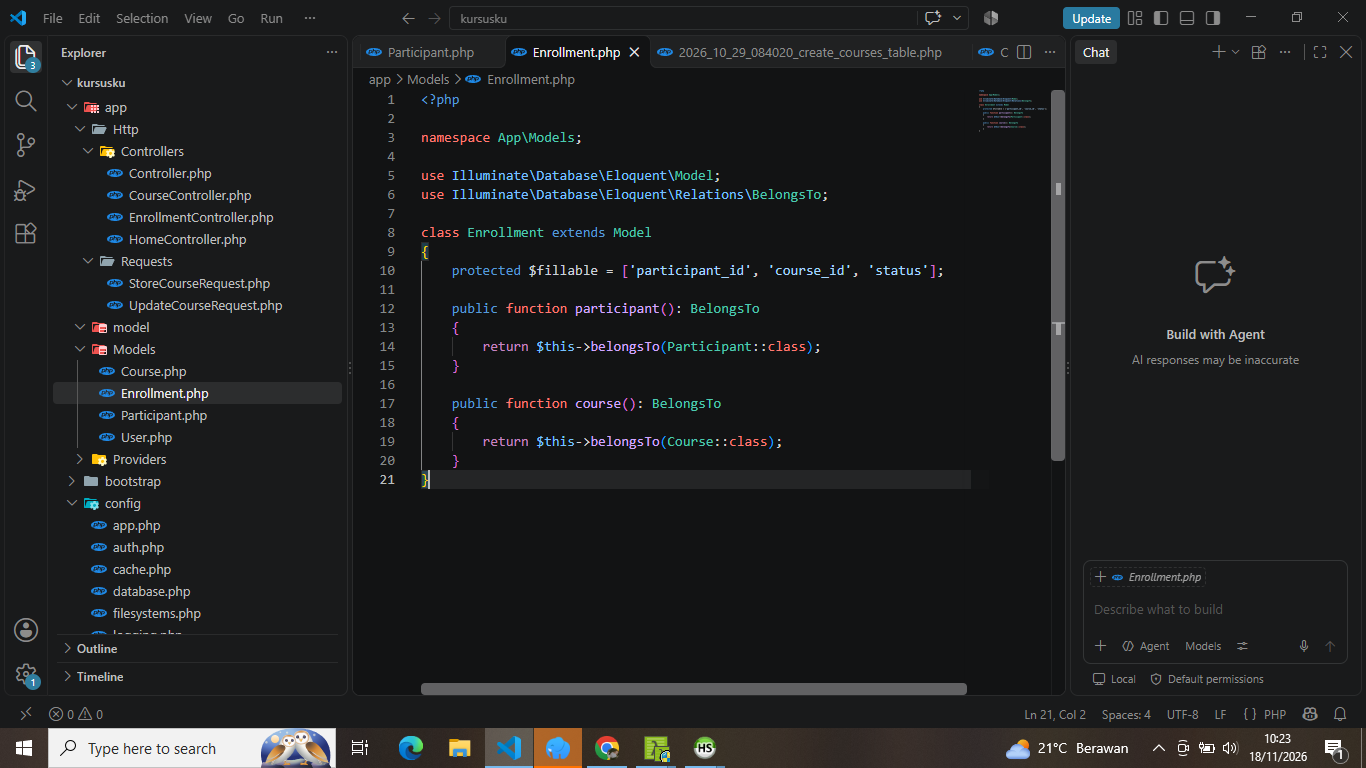 File Edit Selection View Go Run ···
kursusku
Update
Explorer
kursusku
app
Http
Controllers
Controller.php
CourseController.php
EnrollmentController.php
HomeController.php
Requests
StoreCourseRequest.php
UpdateCourseRequest.php
model
Models
Course.php
Enrollment.php
Participant.php
User.php
Providers
bootstrap
config
app.php
auth.php
cache.php
database.php
filesystems.php
logging.php
Outline
Timeline
3
1
Participant.php Enrollment.php 2026_10_29_084020_create_courses_table.php C
app > Models > Enrollment.php
1 <?php
2
3 namespace App\Models;
4
5 use Illuminate\Database\Eloquent\Model;
6 use Illuminate\Database\Eloquent\Relations\BelongsTo;
7
8 class Enrollment extends Model
9 {
10 protected $fillable = ['participant_id', 'course_id', 'status'];
11
12 public function participant(): BelongsTo
13 {
14 return $this->belongsTo(Participant::class);
15 }
16
17 public function course(): BelongsTo
18 {
19 return $this->belongsTo(Course::class);
20 }
21 }
Chat
Build with Agent
AI responses may be inaccurate
Enrollment.php
Describe what to build
Agent Models
Local Default permissions
0 0
Ln 21, Col 2 Spaces: 4 UTF-8 LF { } PHP
Type here to search
HS
21°C Berawan
10:23
18/11/2026
1